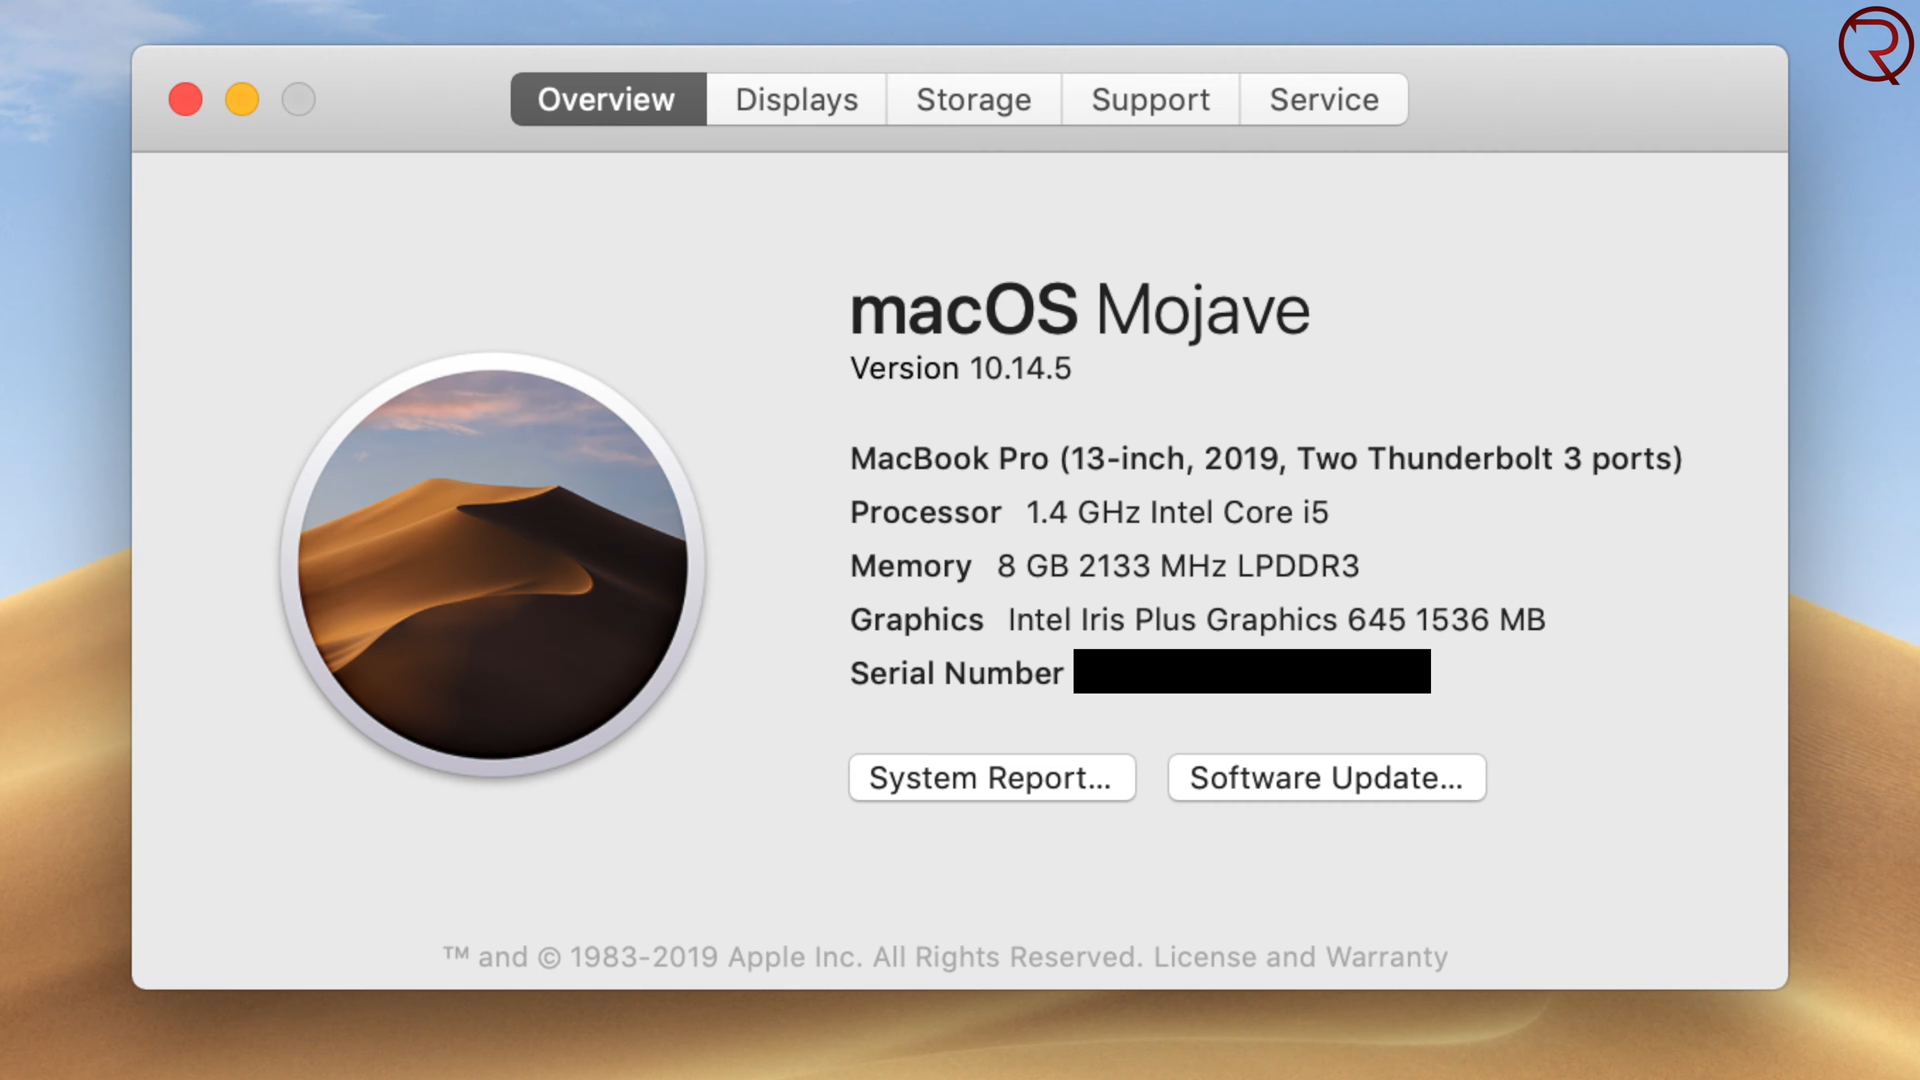 Overview Displays Storage Support Service
macOS Mojave
Version 10.14.5
MacBook Pro (13-inch, 2019, Two Thunderbolt 3 ports)
Processor 1.4 GHz Intel Core i5
Memory 8 GB 2133 MHz LPDDR3
Graphics Intel Iris Plus Graphics 645 1536 MB
Serial Number
System Report... Software Update...
™ and © 1983-2019 Apple Inc. All Rights Reserved. License and Warranty